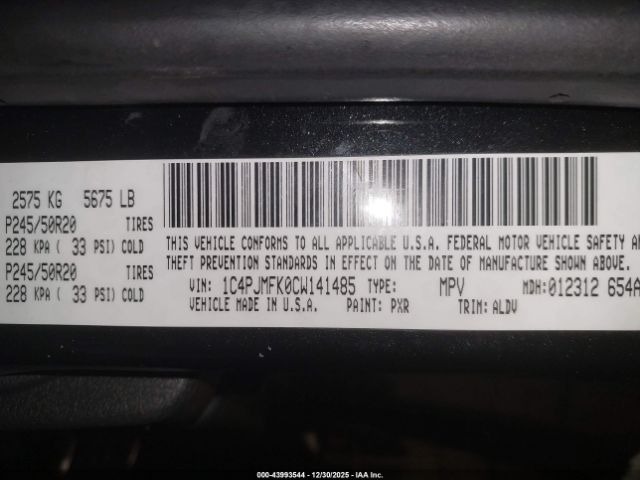 2575 KG 5675 LB
P245/50R20 TIRES
228 KPA ( 33 PSI) COLD
P245/50R20 TIRES
228 KPA ( 33 PSI) COLD
THIS VEHICLE CONFORMS TO ALL APPLICABLE U.S.A. FEDERAL MOTOR VEHICLE SAFETY
THEFT PREVENTION STANDARDS IN EFFECT ON THE DATE OF MANUFACTURE SHOWN ABOVE.
VIN: 1C4PJMFK0CW141485 TYPE: MPV MDH: 012312 654A
VEHICLE MADE IN U.S.A. PAINT: PXR TRIM: ALDV
000-43993544 - 12/30/2025 - IAA Inc.